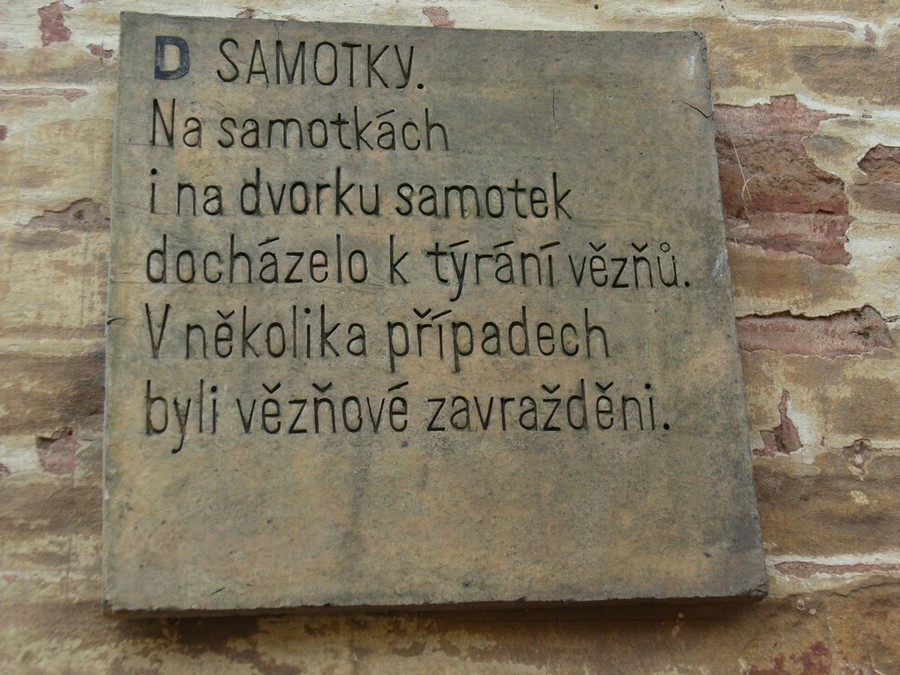 D SAMOTKY.
Na samotkách
i na dvorku samotek
docházelo k týrání vězňů.
V několika případech
byli vězňové zavražděni.